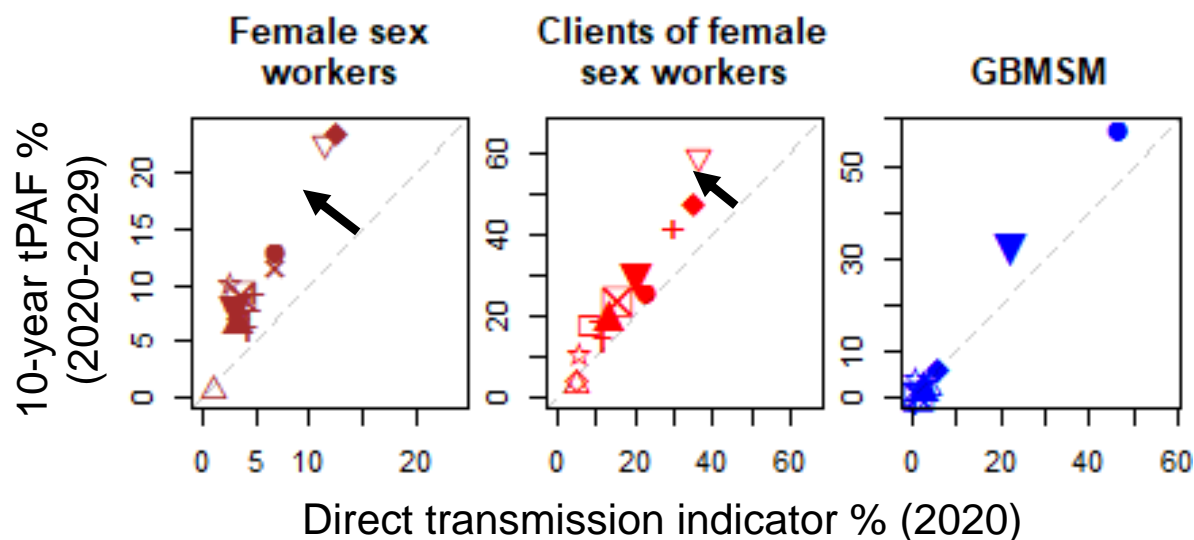 Female sex
workers
Clients of female
sex workers
GBMSM
10-year tPAF %
(2020-2029)
0 5 10 15 20
0 5 10 20
0 20 40 60
0 20 40 60
0 10 30 50
0 20 40 60
Direct transmission indicator % (2020)